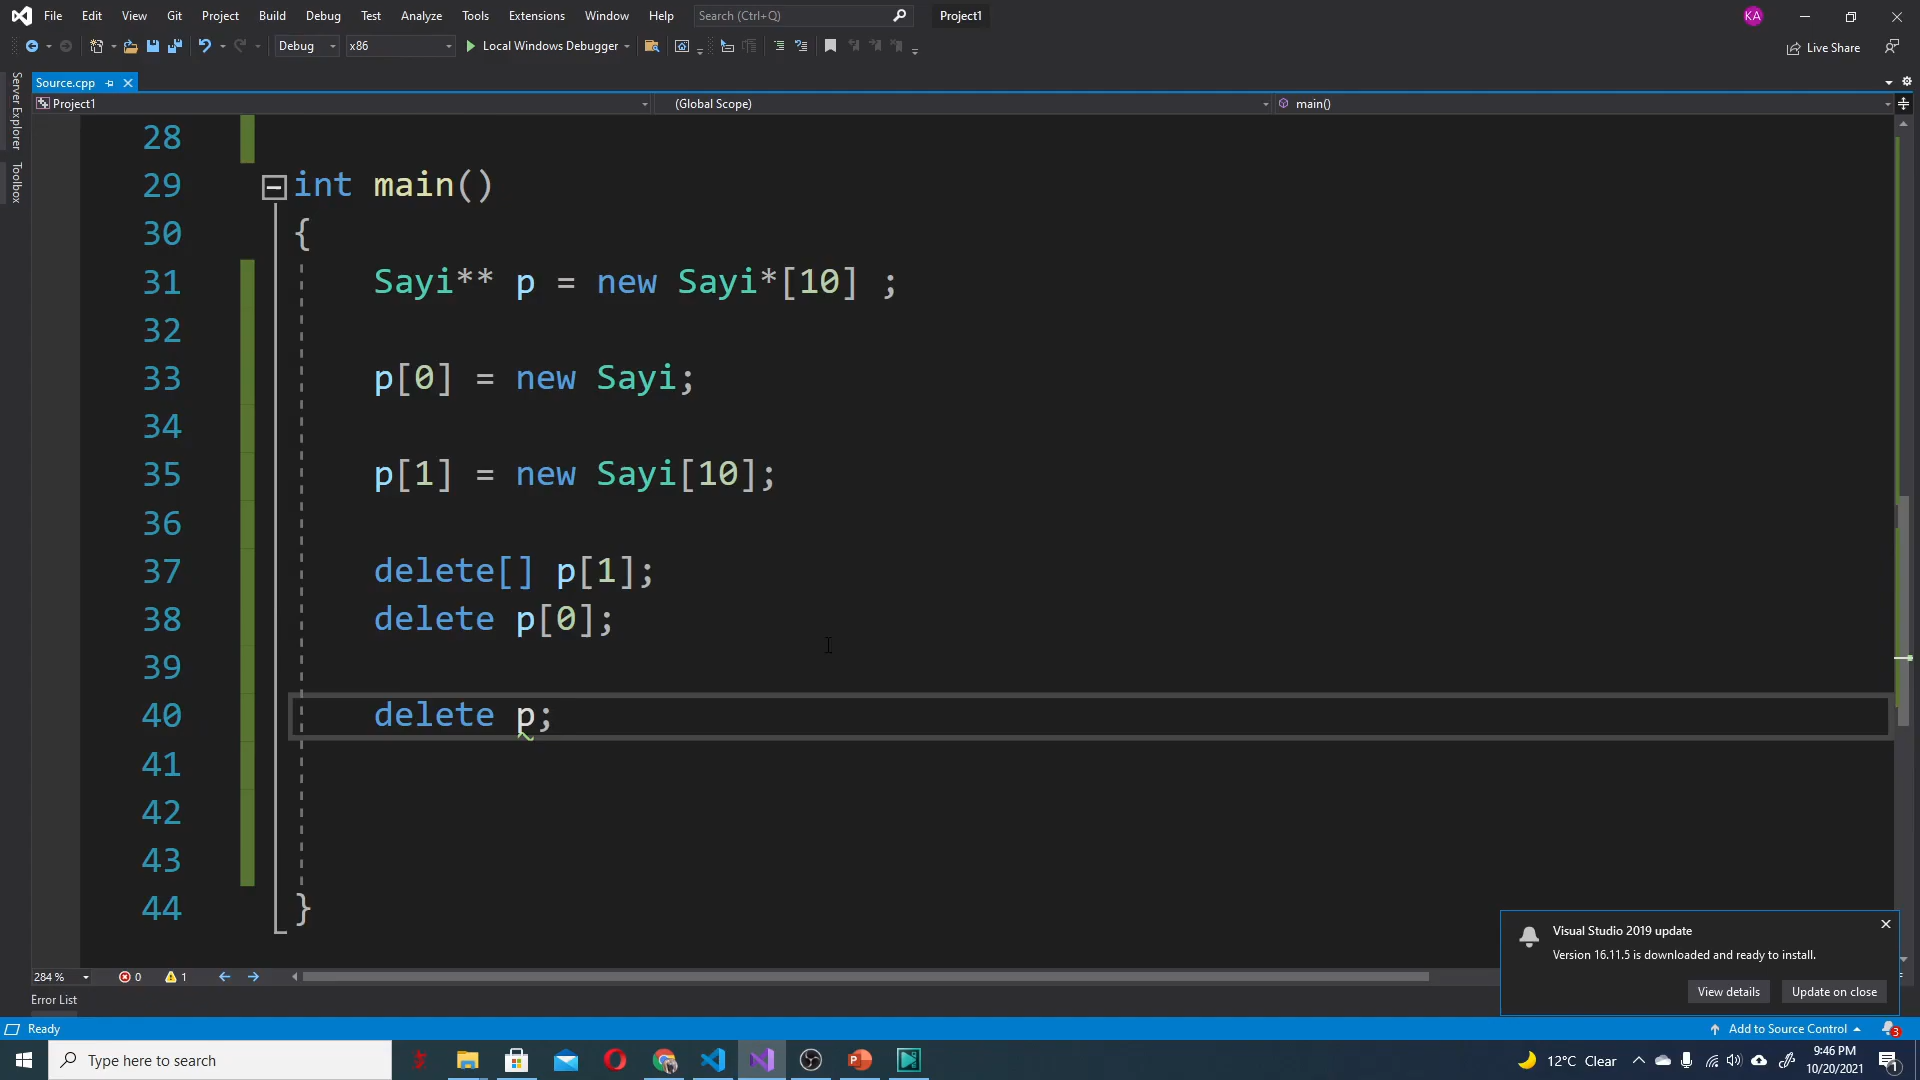 File Edit View Git Project Build Debug Test Analyze Tools Extensions Window Help Search (Ctrl+Q) Project1 KA
Debug x86 Local Windows Debugger Live Share
Source.cpp
Project1 (Global Scope) main()
Server Explorer
Toolbox
28
29 int main()
30 {
31 Sayi** p = new Sayi*[10] ;
32
33 p[0] = new Sayi;
34
35 p[1] = new Sayi[10];
36
37 delete[] p[1];
38 delete p[0];
39
40 delete p;
41
42
43
44 }
Visual Studio 2019 update
Version 16.11.5 is downloaded and ready to install.
View details Update on close
284 % 0 1
Error List
Ready Add to Source Control 3
Type here to search 12°C Clear 9:46 PM
10/20/2021 1